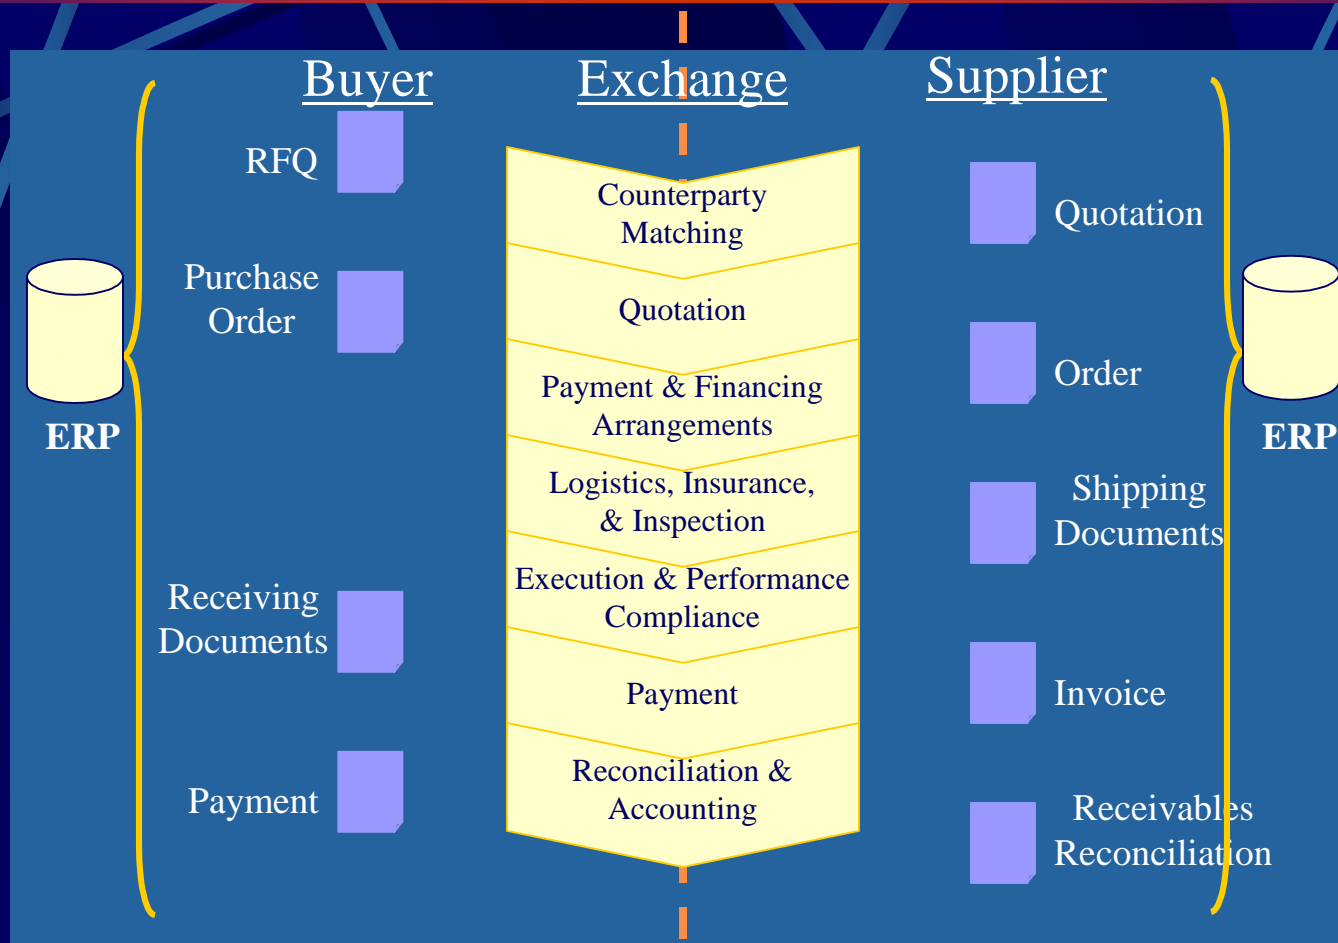 Buyer
Exchange
Supplier
RFQ
Purchase
Order
ERP
Receiving
Documents
Payment
Counterparty
Matching
Quotation
Payment & Financing
Arrangements
Logistics, Insurance,
& Inspection
Execution & Performance
Compliance
Payment
Reconciliation &
Accounting
Quotation
Order
Shipping
Documents
Invoice
Receivables
Reconciliation
ERP